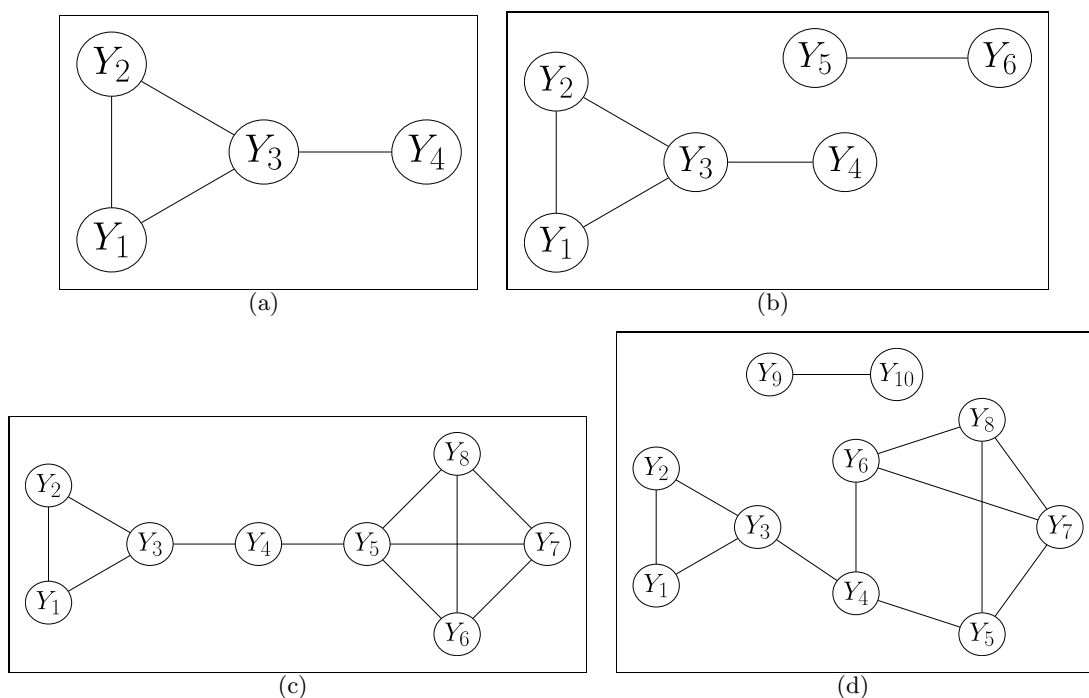 Y₂
Y₃ Y₄
Y₁
(a)
Y₅ Y₆
Y₂
Y₃ Y₄
Y₁
(b)
Y₈
Y₂
Y₃ Y₄ Y₅ Y₇
Y₁
Y₆
(c)
Y₉ Y₁₀
Y₈
Y₂ Y₆
Y₃ Y₇
Y₁ Y₄
Y₅
(d)